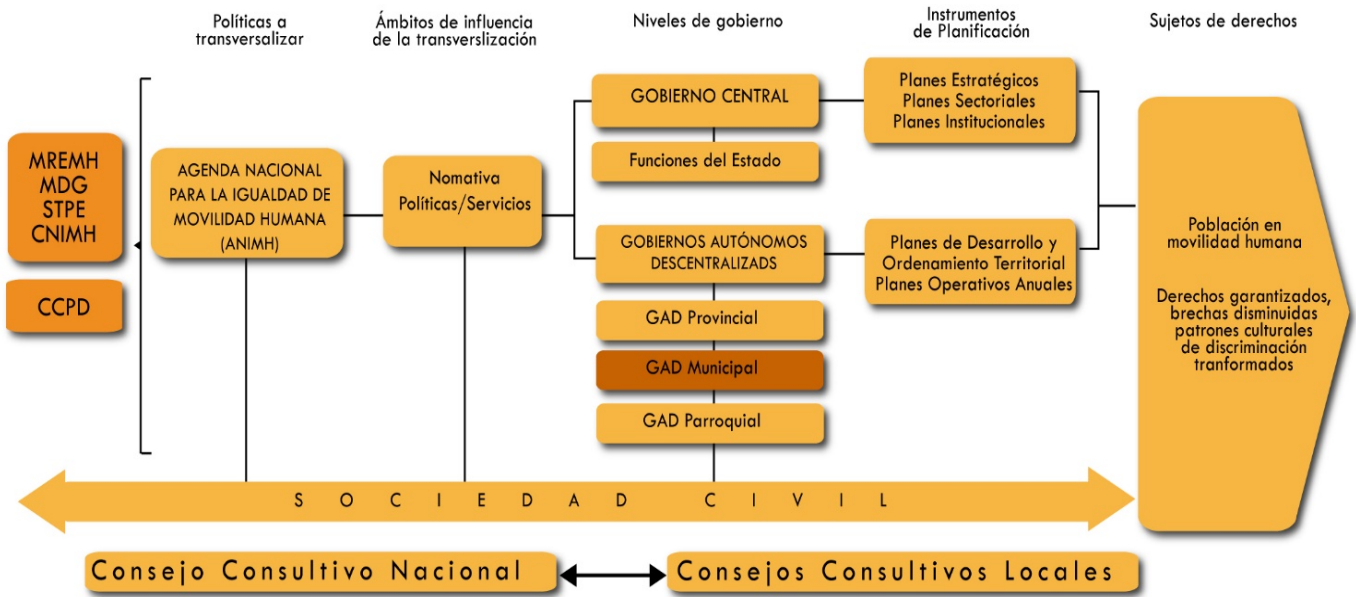 Políticas a
transversalizar
Ámbitos de influencia
de la transverslización
Niveles de gobierno
Instrumentos
de Planificación
Sujetos de derechos
MREMH
MDG
STPE
CNIMH
CCPD
AGENDA NACIONAL
PARA LA IGUALDAD DE
MOVILIDAD HUMANA
(ANIMH)
Nomativa
Políticas/Servicios
GOBIERNO CENTRAL
Funciones del Estado
GOBIERNOS AUTÓNOMOS
DESCENTRALIZADS
GAD Provincial
GAD Municipal
GAD Parroquial
Planes Estratégicos
Planes Sectoriales
Planes Institucionales
Planes de Desarrollo y
Ordenamiento Territorial
Planes Operativos Anuales
Población en
movilidad humana
Derechos garantizados,
brechas disminuidas
patrones culturales
de discriminación
tranformados
SOCIEDAD CIVIL
Consejo Consultivo Nacional
Consejos Consultivos Locales